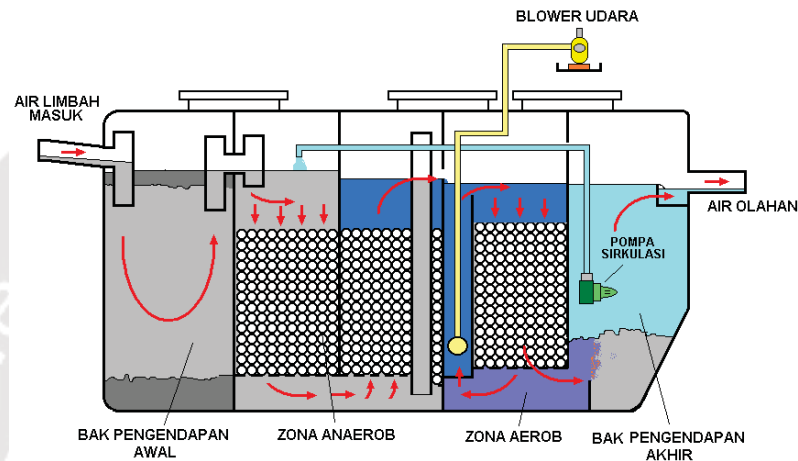 BLOWER UDARA
AIR LIMBAH
MASUK
AIR OLAHAN
POMPA
SIRKULASI
BAK PENGENDAPAN
AWAL
ZONA ANAEROB
ZONA AEROB
BAK PENGENDAPAN
AKHIR